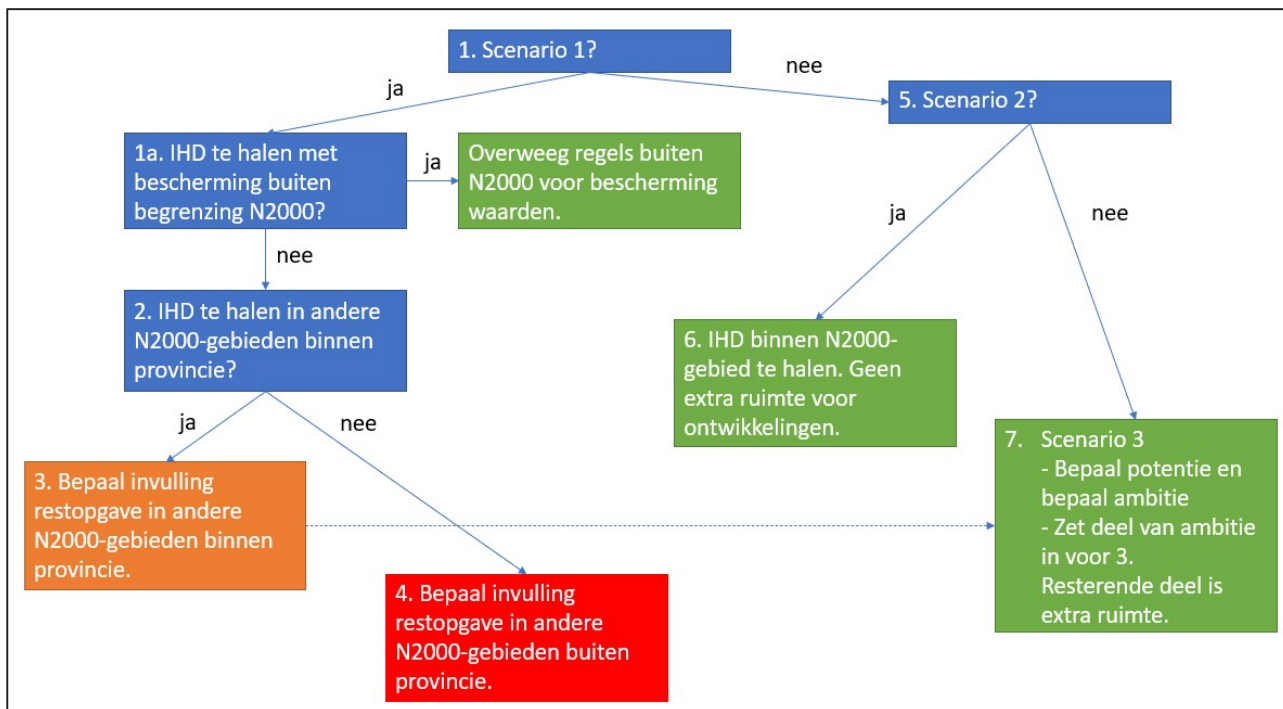 1. Scenario 1?
ja
nee
5. Scenario 2?
1a. IHD te halen met
bescherming buiten
begrenzing N2000?
ja
Overweeg regels buiten
N2000 voor bescherming
waarden.
nee
ja
nee
2. IHD te halen in andere
N2000-gebieden binnen
provincie?
6. IHD binnen N2000-
gebied te halen. Geen
extra ruimte voor
ontwikkelingen.
ja
nee
3. Bepaal invulling
restopgave in andere
N2000-gebieden binnen
provincie.
7. Scenario 3
- Bepaal potentie en
bepaal ambitie
- Zet deel van ambitie
in voor 3.
Resterende deel is
extra ruimte.
4. Bepaal invulling
restopgave in andere
N2000-gebieden buiten
provincie.